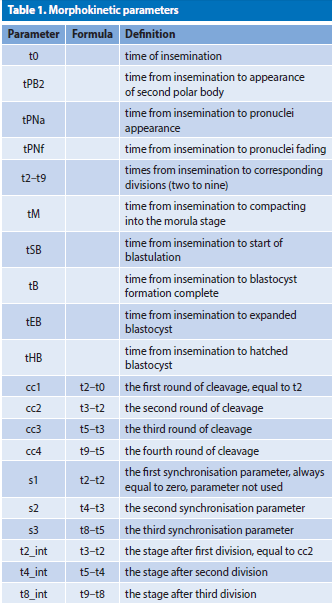 Table 1. Morphokinetic parameters
Parameter Formula Definition
t0 time of insemination
tPB2 time from insemination to appearance
of second polar body
tPNa time from insemination to pronuclei
appearance
tPNf time from insemination to pronuclei fading
t2–t9 times from insemination to corresponding
divisions (two to nine)
tM time from insemination to compacting
into the morula stage
tSB time from insemination to start of
blastulation
tB time from insemination to blastocyst
formation complete
tEB time from insemination to expanded
blastocyst
tHB time from insemination to hatched
blastocyst
cc1 t2–t0 the first round of cleavage, equal to t2
cc2 t3–t2 the second round of cleavage
cc3 t5–t3 the third round of cleavage
cc4 t9–t5 the fourth round of cleavage
s1 t2–t2 the first synchronisation parameter, always
equal to zero, parameter not used
s2 t4–t3 the second synchronisation parameter
s3 t8–t5 the third synchronisation parameter
t2_int t3–t2 the stage after first division, equal to cc2
t4_int t5–t4 the stage after second division
t8_int t9–t8 the stage after third division